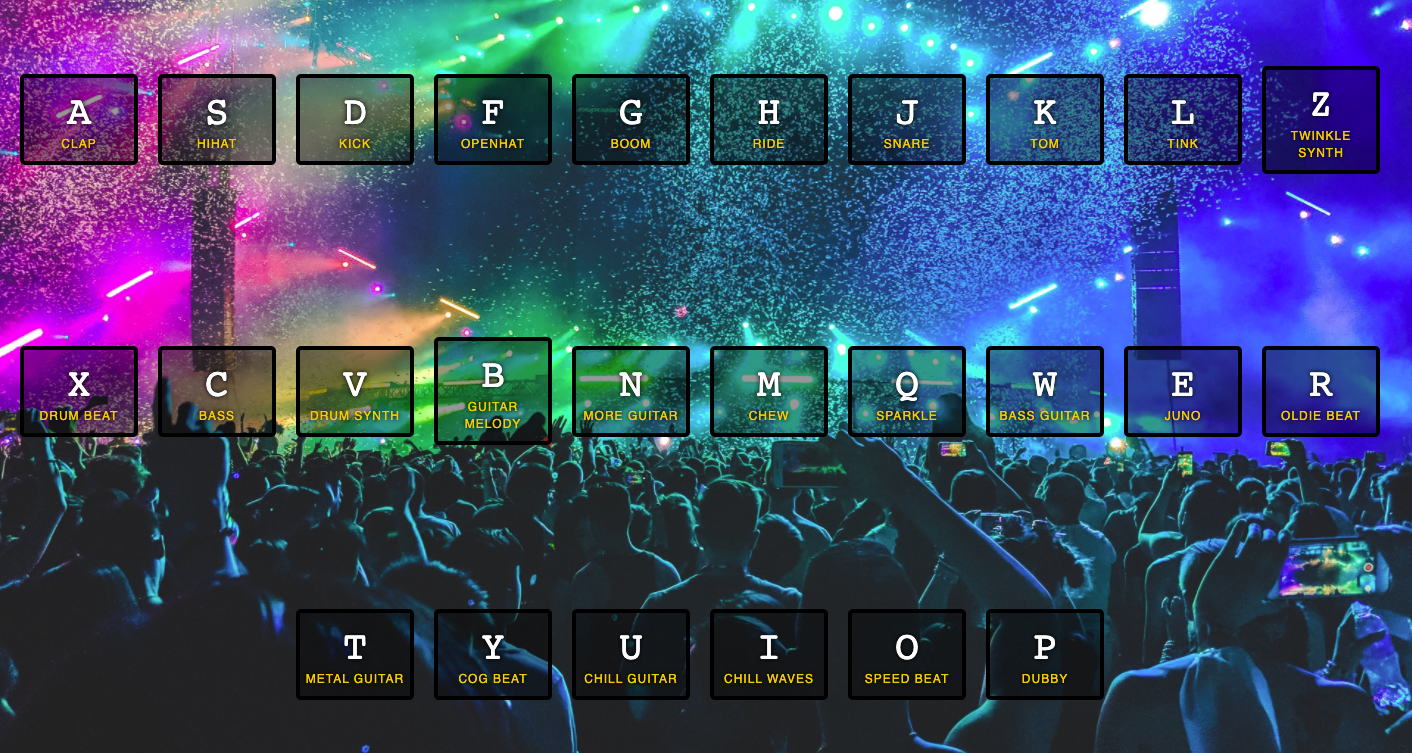 A
CLAP
S
HIHAT
D
KICK
F
OPENHAT
G
BOOM
H
RIDE
J
SNARE
K
TOM
L
TINK
Z
TWINKLE
SYNTH
X
DRUM BEAT
C
BASS
V
DRUM SYNTH
B
GUITAR
MELODY
N
MORE GUITAR
M
CHEW
Q
SPARKLE
W
BASS GUITAR
E
JUNO
R
OLDIE BEAT
T
METAL GUITAR
Y
COG BEAT
U
CHILL GUITAR
I
CHILL WAVES
O
SPEED BEAT
P
DUBBY